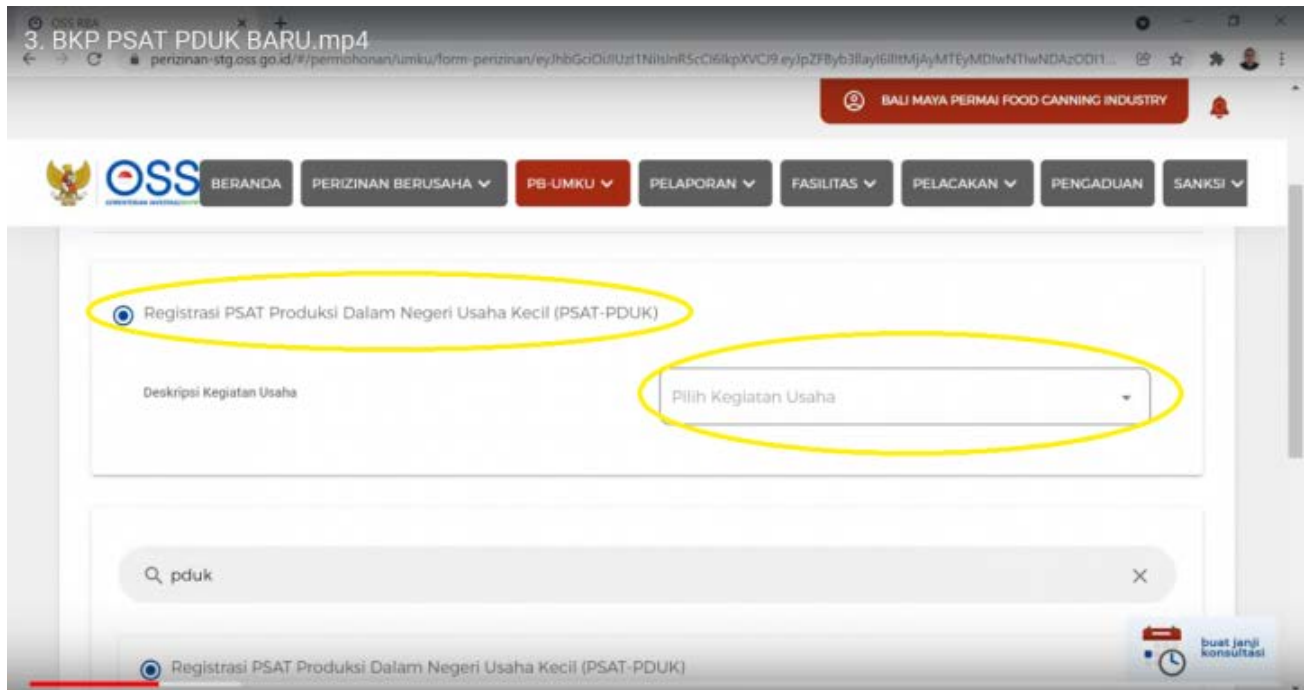 OSS RBA
3. BKP PSAT PDUK BARU.mp4
BALI MAYA PERMAI FOOD CANNING INDUSTRY
OSS
BERANDA
PERIZINAN BERUSAHA
PB-UMKU
PELAPORAN
FASILITAS
PELACAKAN
PENGADUAN
SANKSI
Registrasi PSAT Produksi Dalam Negeri Usaha Kecil (PSAT-PDUK)
Deskripsi Kegiatan Usaha
Pilih Kegiatan Usaha
pduk
Registrasi PSAT Produksi Dalam Negeri Usaha Kecil (PSAT-PDUK)
buat janji
konsultasi